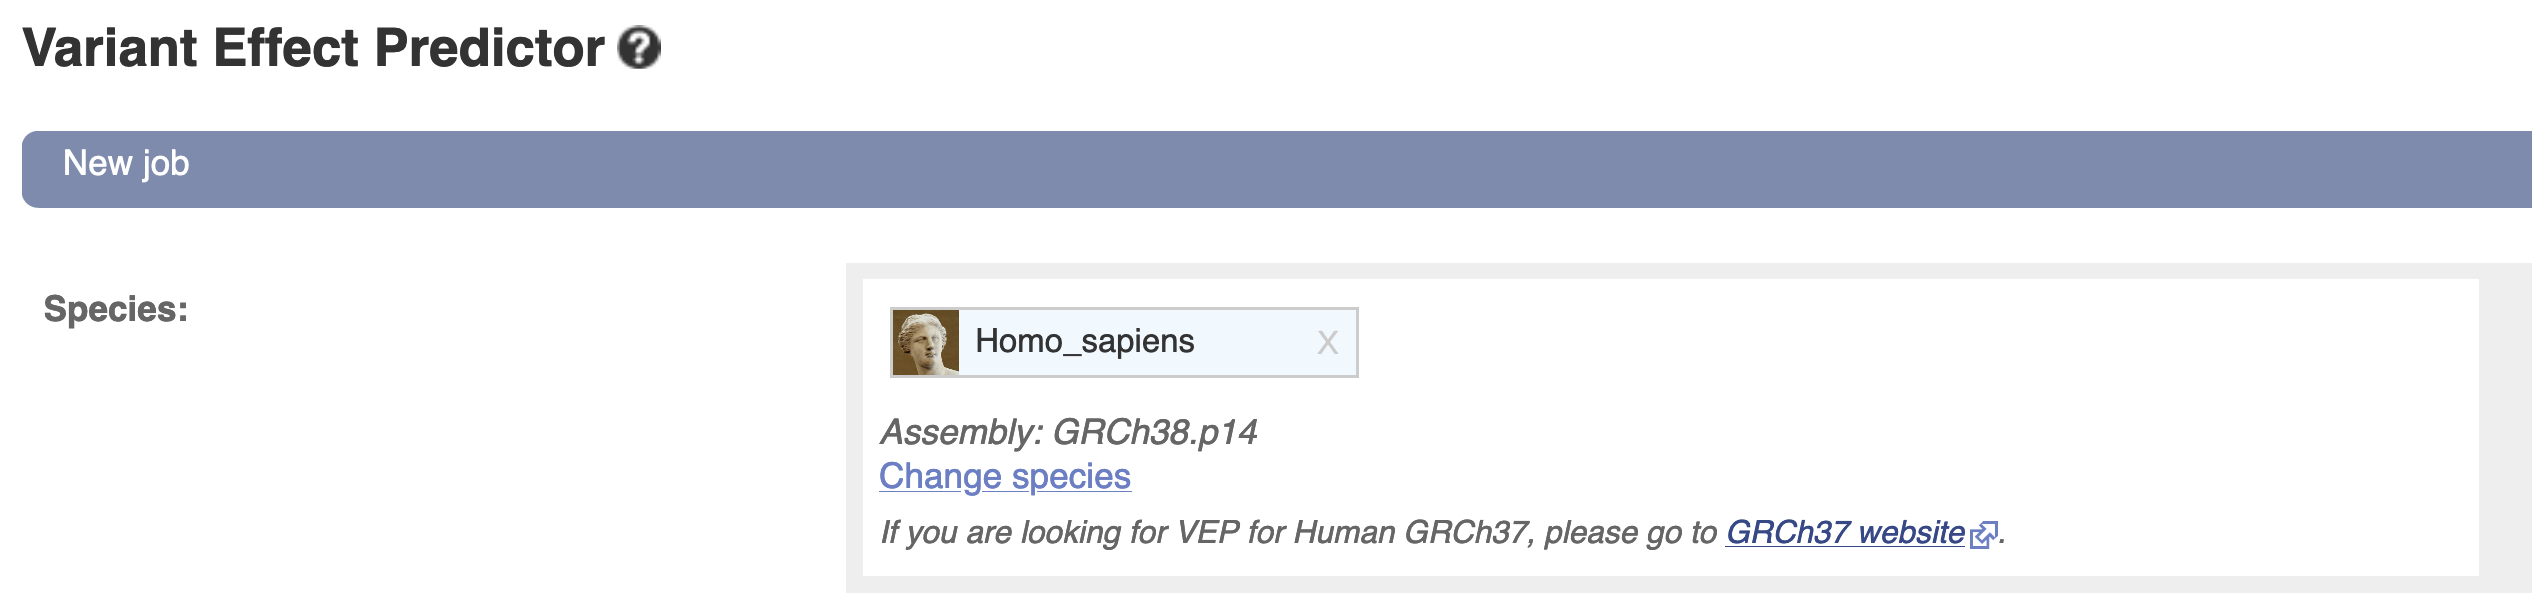 Variant Effect Predictor ?
New job
Species:
Homo_sapiens X
Assembly: GRCh38.p14
Change species
If you are looking for VEP for Human GRCh37, please go to GRCh37 website.